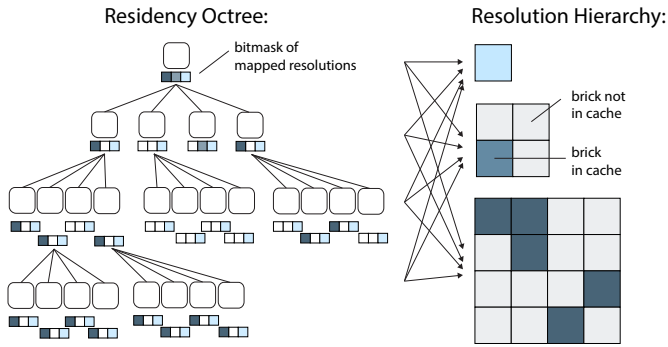 Residency Octree:
Resolution Hierarchy:
bitmask of
mapped resolutions
brick not
in cache
brick
in cache